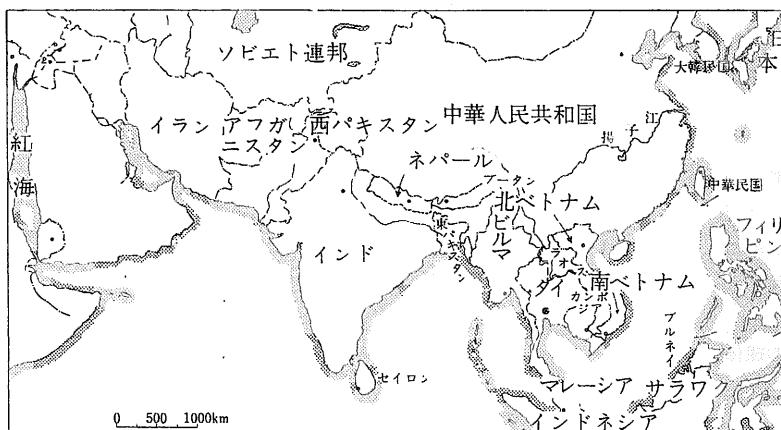 ソビエト連邦
日本
大韓民国
中華人民共和国
揚子江
イラン
アフガニスタン
西パキスタン
紅海
ネパール
ブータン
北ベトナム
中華民国
東パキスタン
ビルマ
フィリピン
インド
ラオス
タイ
南ベトナム
カンボジア
ブルネイ
セイロン
マレーシア
サラワク
インドネシア
0 500 1000km